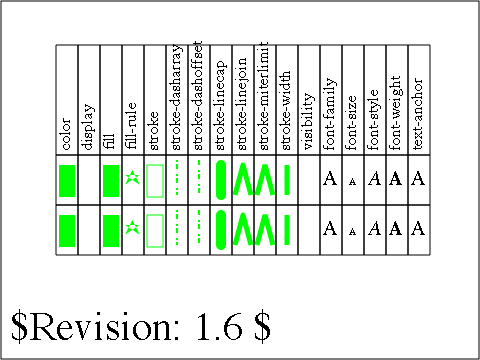 color
display
fill
fill-rule
stroke
stroke-dasharray
stroke-dashoffset
stroke-linecap
stroke-linejoin
stroke-miterlimit
stroke-width
visibility
font-family
font-size
font-style
font-weight
text-anchor
A A A A A
A A A A A
$Revision: 1.6 $